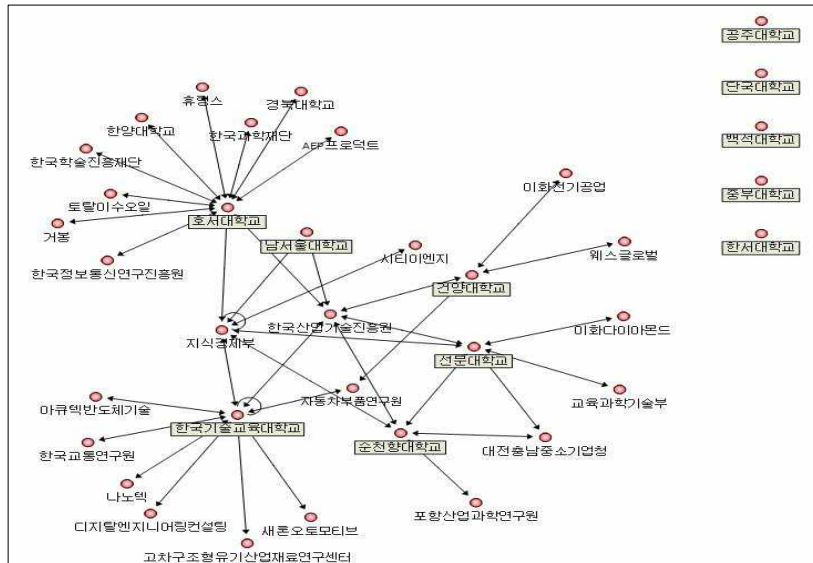 공주대학교
단국대학교
백석대학교
중부대학교
한서대학교
휴랭스
경북대학교
한양대학교
한국과학재단
AEP프로덕트
한국학술진흥재단
토탈이수오일
거봉
호서대학교
한국정보통신연구진흥원
남서울대학교
시티이엔지
이화전기공업
웨스글로벌
건양대학교
지식경제부
한국산업기술진흥원
이화다이아몬드
선문대학교
교육과학기술부
자동차부품연구원
아큐텍반도체기술
한국기술교육대학교
순천향대학교
대전충남중소기업청
한국교통연구원
나노텍
디지탈엔지니어링컨설팅
새론오토모티브
포항산업과학연구원
고차구조형유기산업재료연구센터